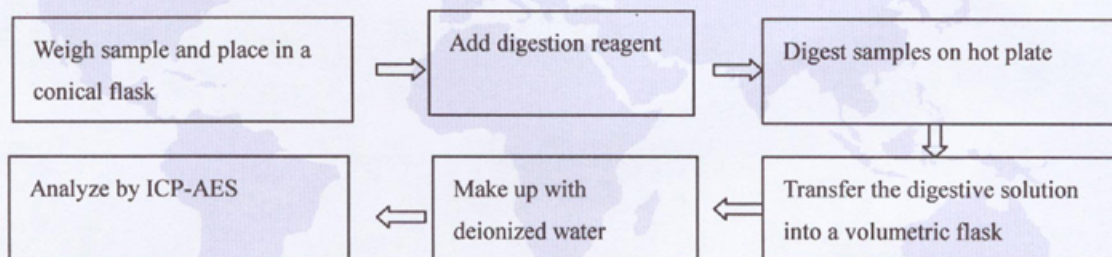 Weigh sample and place in a
conical flask
Add digestion reagent
Digest samples on hot plate
Transfer the digestive solution
into a volumetric flask
Make up with
deionized water
Analyze by ICP-AES